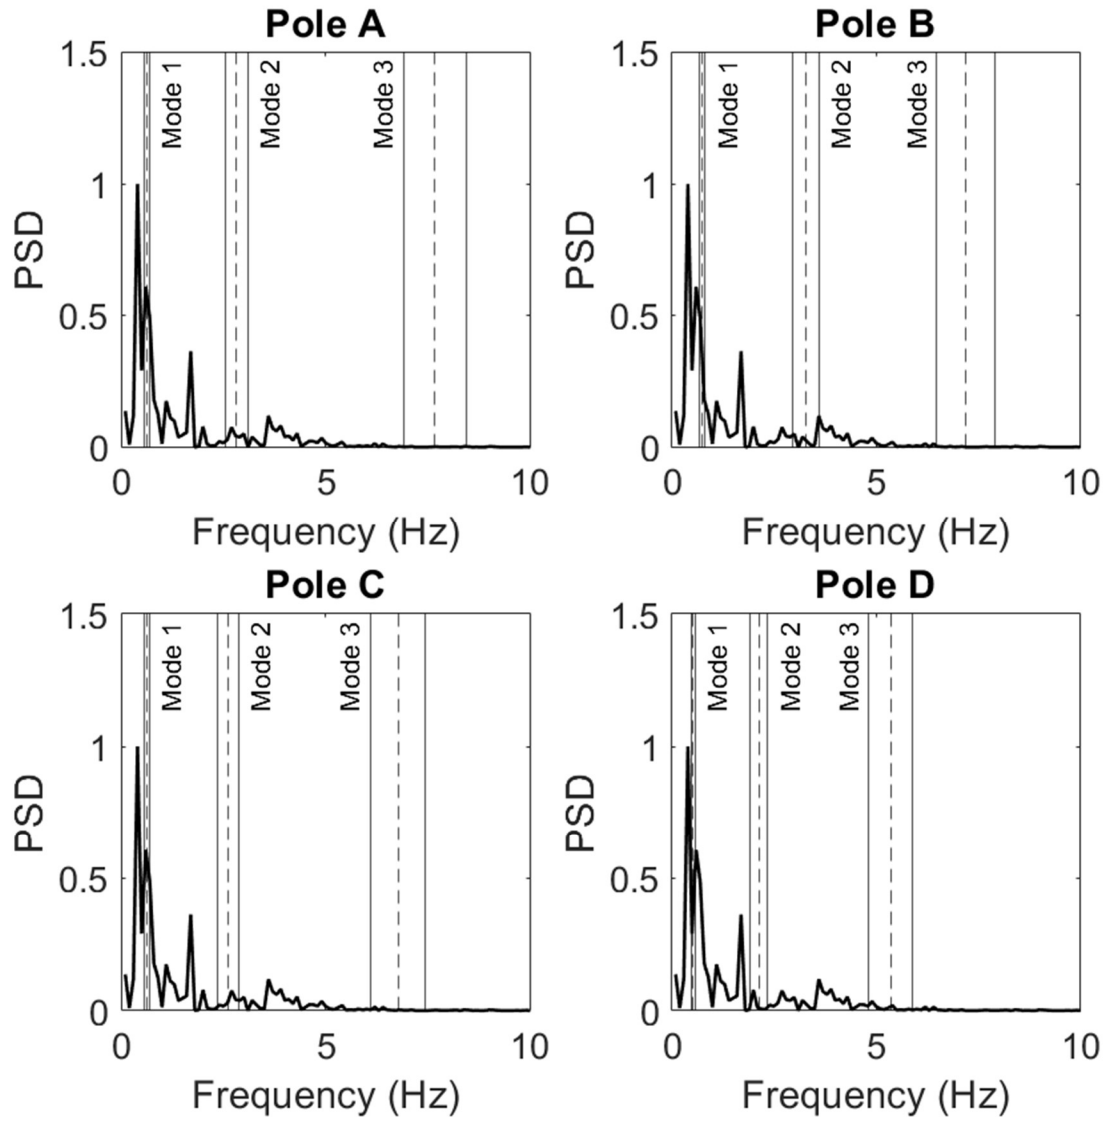 Pole A
1.5
1
0.5
0
PSD
Mode 1
Mode 2
Mode 3
0 5 10
Frequency (Hz)
Pole B
1.5
1
0.5
0
PSD
Mode 1
Mode 2
Mode 3
0 5 10
Frequency (Hz)
Pole C
1.5
1
0.5
0
PSD
Mode 1
Mode 2
Mode 3
0 5 10
Frequency (Hz)
Pole D
1.5
1
0.5
0
PSD
Mode 1
Mode 2
Mode 3
0 5 10
Frequency (Hz)